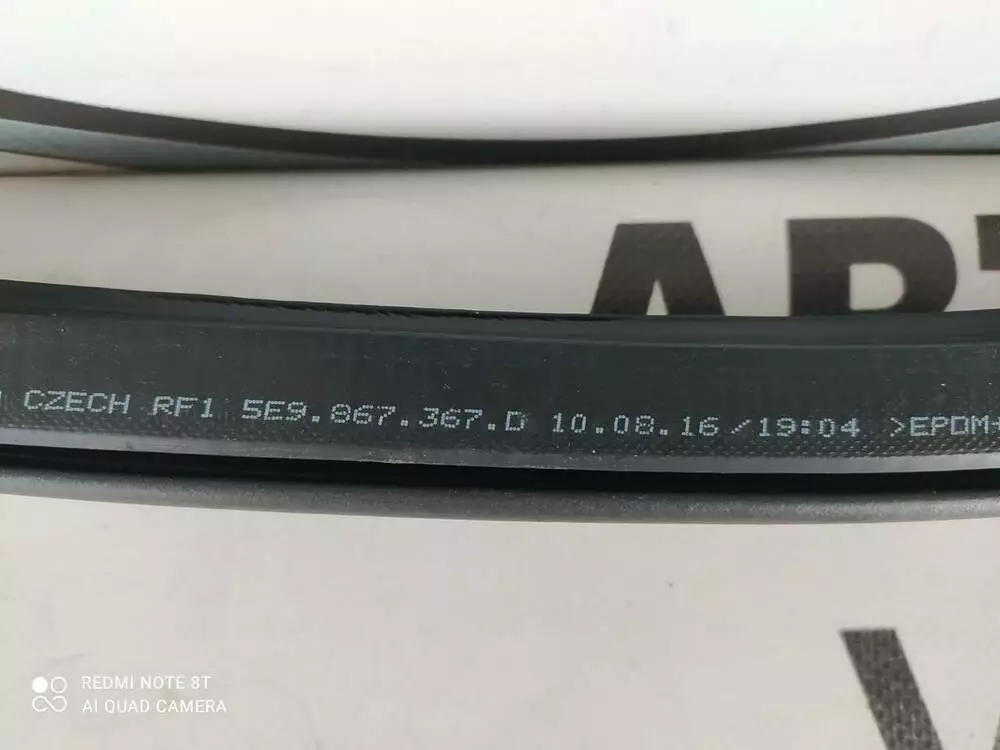 CZECH RF1 5E9.867.367.D 10.08.16/19:04 >EPDM+
REDMI NOTE 8T
AI QUAD CAMERA